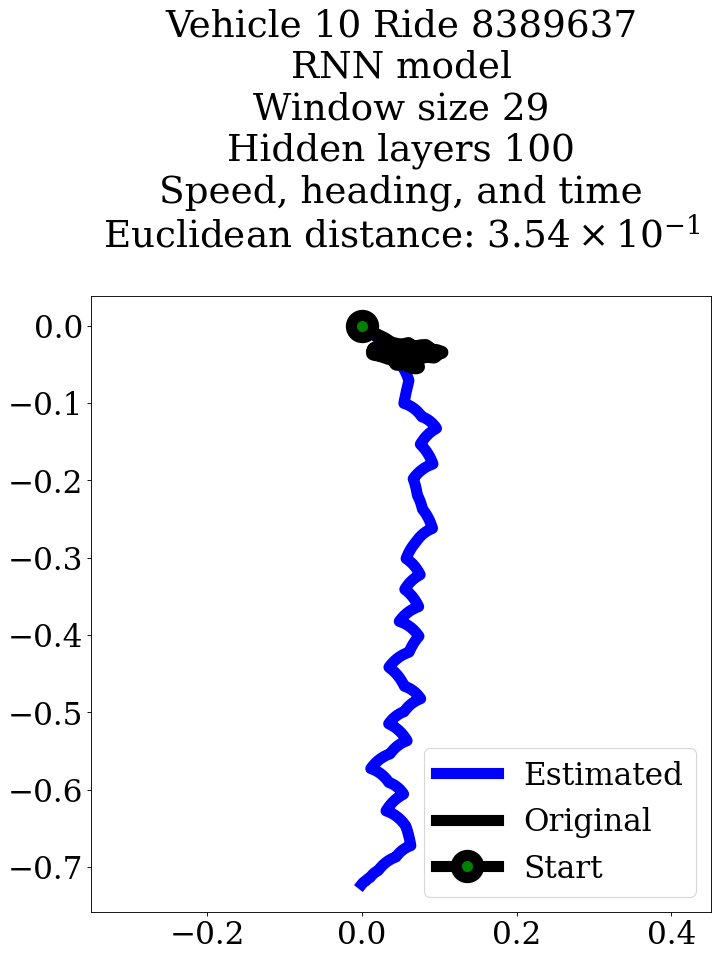 Vehicle 10 Ride 8389637
RNN model
Window size 29
Hidden layers 100
Speed, heading, and time
Euclidean distance: 3.54 × 10⁻¹
0.0
−0.1
−0.2
−0.3
−0.4
−0.5
−0.6
−0.7
Estimated
Original
Start
−0.2 0.0 0.2 0.4